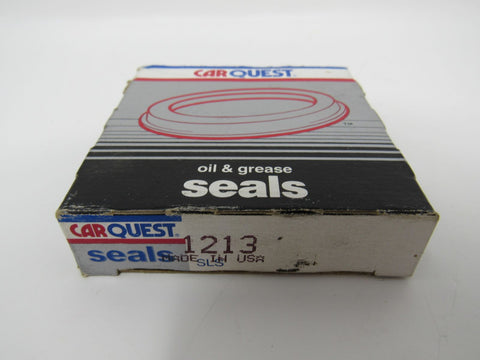 CARQUEST
TM
oil & grease
seals
CARQUEST
seals 1213
MADE IN USA
SLS